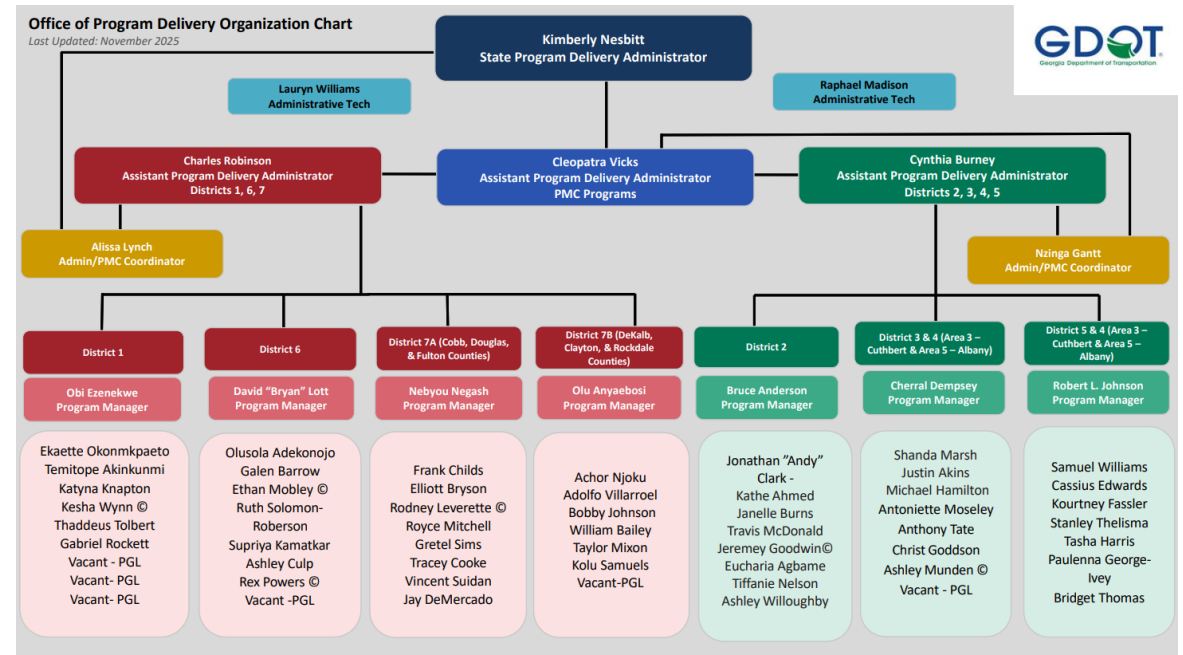 Office of Program Delivery Organization Chart
Last Updated: November 2025
Kimberly Nesbitt
State Program Delivery Administrator
GDOT
Georgia Department of Transportation
Lauryn Williams
Administrative Tech
Raphael Madison
Administrative Tech
Charles Robinson
Assistant Program Delivery Administrator
Districts 1, 6, 7
Cleopatra Vicks
Assistant Program Delivery Administrator
PMC Programs
Cynthia Burney
Assistant Program Delivery Administrator
Districts 2, 3, 4, 5
Alissa Lynch
Admin/PMC Coordinator
Nzinga Gantt
Admin/PMC Coordinator
District 1
Obi Ezenekwe
Program Manager
Ekaette Okonmkpaeto
Temitope Akinkunmi
Katyna Knapton
Kesha Wynn ©
Thaddeus Tolbert
Gabriel Rockett
Vacant - PGL
Vacant- PGL
Vacant- PGL
District 6
David "Bryan" Lott
Program Manager
Olusola Adekonojo
Galen Barrow
Ethan Mobley ©
Ruth Solomon-
Roberson
Supriya Kamatkar
Ashley Culp
Rex Powers ©
Vacant -PGL
District 7A (Cobb, Douglas,
& Fulton Counties)
Nebyou Negash
Program Manager
Frank Childs
Elliott Bryson
Rodney Leverette ©
Royce Mitchell
Gretel Sims
Tracey Cooke
Vincent Suidan
Jay DeMercado
District 7B (DeKalb,
Clayton, & Rockdale
Counties)
Olu Anyaebosi
Program Manager
Achor Njoku
Adolfo Villarroel
Bobby Johnson
William Bailey
Taylor Mixon
Kolu Samuels
Vacant-PGL
District 2
Bruce Anderson
Program Manager
Jonathan "Andy"
Clark -
Kathe Ahmed
Janelle Burns
Travis McDonald
Jeremey Goodwin©
Eucharia Agbame
Tiffanie Nelson
Ashley Willoughby
District 3 & 4 (Area 3 –
Cuthbert & Area 5 – Albany)
Cherral Dempsey
Program Manager
Shanda Marsh
Justin Akins
Michael Hamilton
Antoniette Moseley
Anthony Tate
Christ Goddson
Ashley Munden ©
Vacant - PGL
District 5 & 4 (Area 3 –
Cuthbert & Area 5 –
Albany)
Robert L. Johnson
Program Manager
Samuel Williams
Cassius Edwards
Kourtney Fassler
Stanley Thelisma
Tasha Harris
Paulenna George-
Ivey
Bridget Thomas